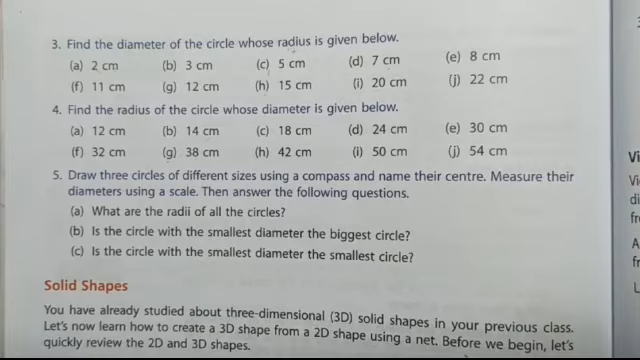 3. Find the diameter of the circle whose radius is given below.
(a) 2 cm (b) 3 cm (c) 5 cm (d) 7 cm (e) 8 cm
(f) 11 cm (g) 12 cm (h) 15 cm (i) 20 cm (j) 22 cm
4. Find the radius of the circle whose diameter is given below.
(a) 12 cm (b) 14 cm (c) 18 cm (d) 24 cm (e) 30 cm
(f) 32 cm (g) 38 cm (h) 42 cm (i) 50 cm (j) 54 cm
5. Draw three circles of different sizes using a compass and name their centre. Measure their
diameters using a scale. Then answer the following questions.
(a) What are the radii of all the circles?
(b) Is the circle with the smallest diameter the biggest circle?
(c) Is the circle with the smallest diameter the smallest circle?
Solid Shapes
You have already studied about three-dimensional (3D) solid shapes in your previous class.
Let's now learn how to create a 3D shape from a 2D shape using a net. Before we begin, let's
quickly review the 2D and 3D shapes.